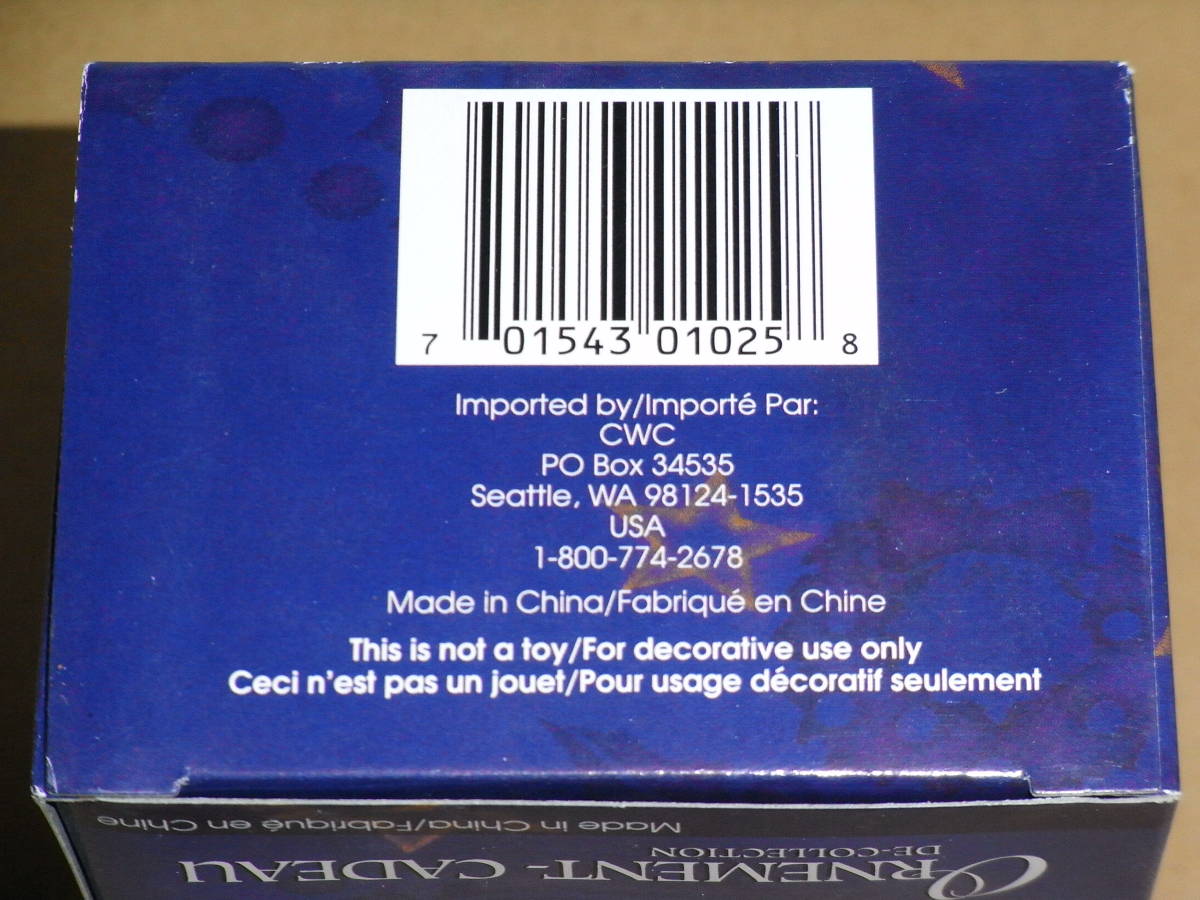 7 01543 01025 8
Imported by/Importé Par:
CWC
PO Box 34535
Seattle, WA 98124-1535
USA
1-800-774-2678
Made in China/Fabriqué en Chine
This is not a toy/For decorative use only
Ceci n'est pas un jouet/Pour usage décoratif seulement
Made in China/Fabriqué en Chine
ORNEMENT-CADEAU
DE-COLLECTION